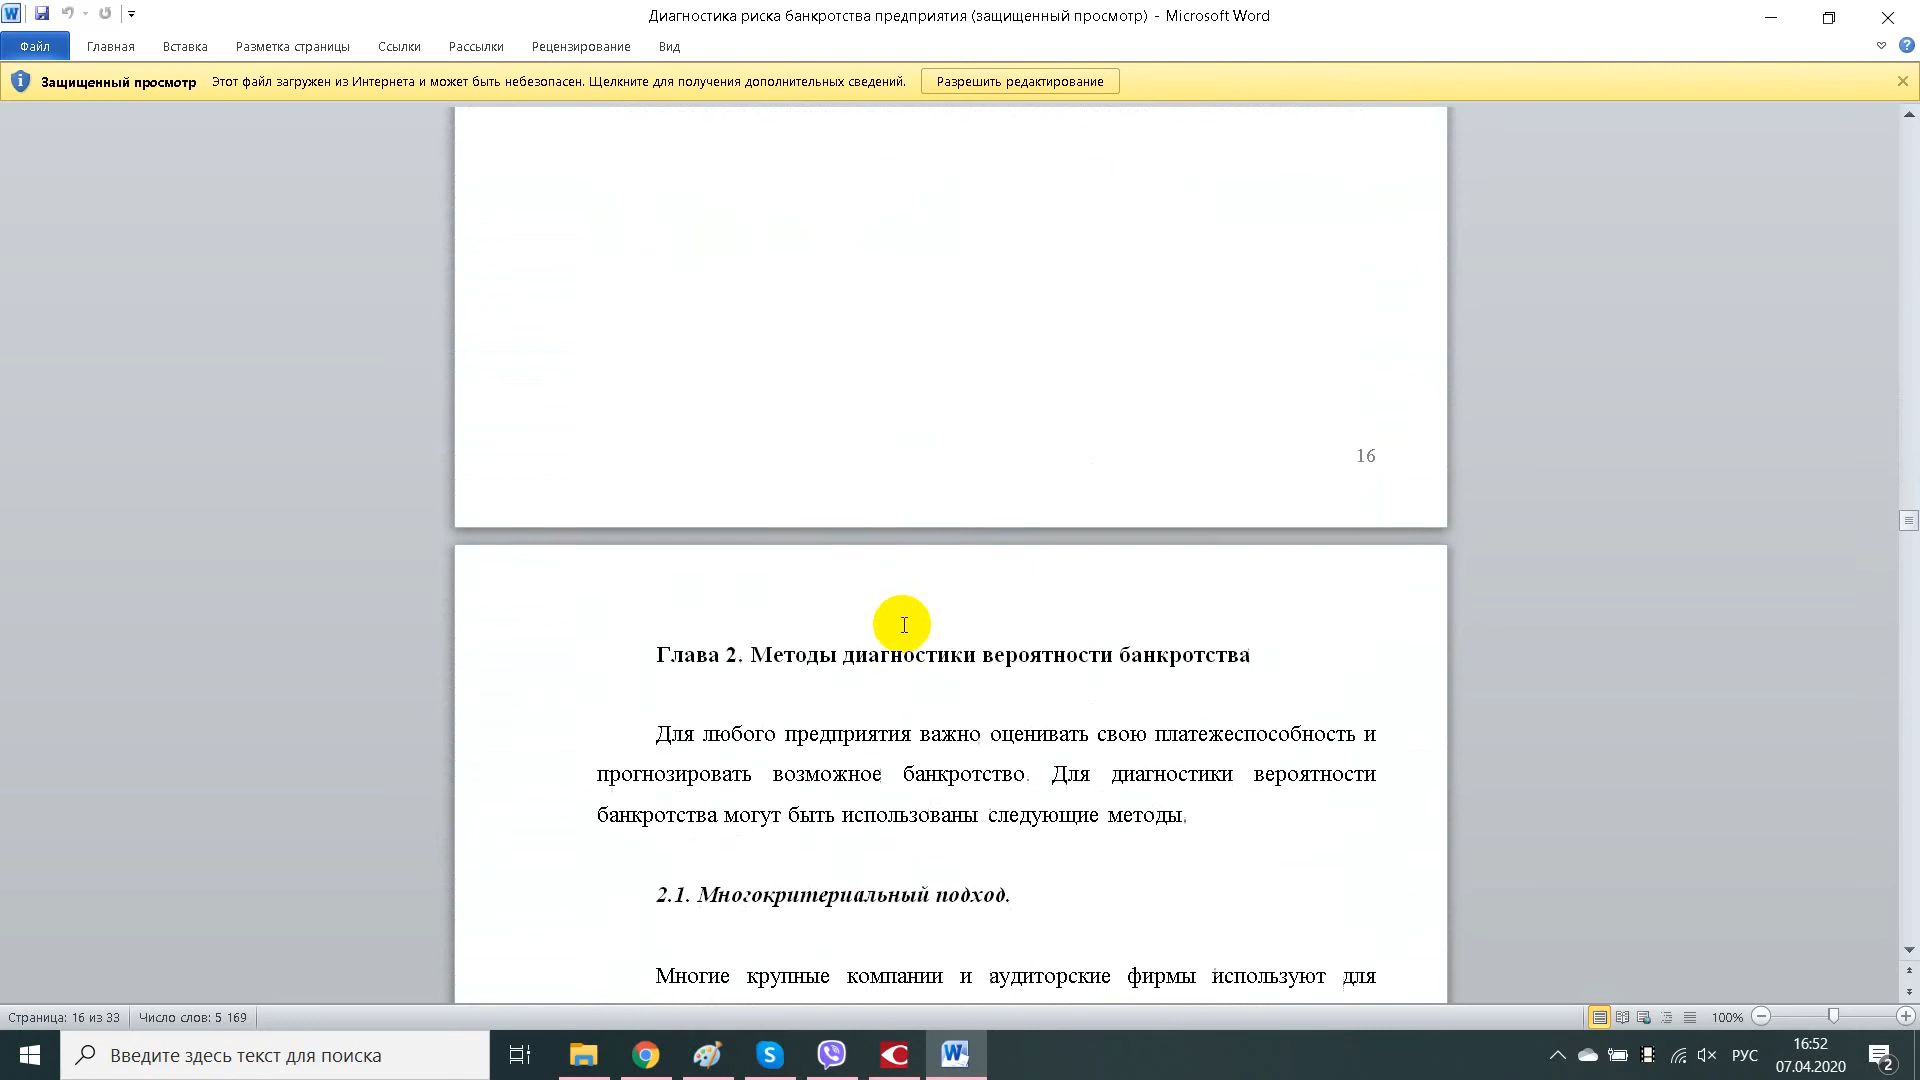 Диагностика риска банкротства предприятия (защищенный просмотр) - Microsoft Word
Файл Главная Вставка Разметка страницы Ссылки Рассылки Рецензирование Вид
Защищенный просмотр Этот файл загружен из Интернета и может быть небезопасен. Щелкните для получения дополнительных сведений. Разрешить редактирование
16
Глава 2. Методы диагностики вероятности банкротства
Для любого предприятия важно оценивать свою платежеспособность и
прогнозировать возможное банкротство. Для диагностики вероятности
банкротства могут быть использованы следующие методы.
2.1. Многокритериальный подход.
Многие крупные компании и аудиторские фирмы используют для
Страница: 16 из 33 Число слов: 5 169 100%
Введите здесь текст для поиска
РУС
16:52
07.04.2020
2